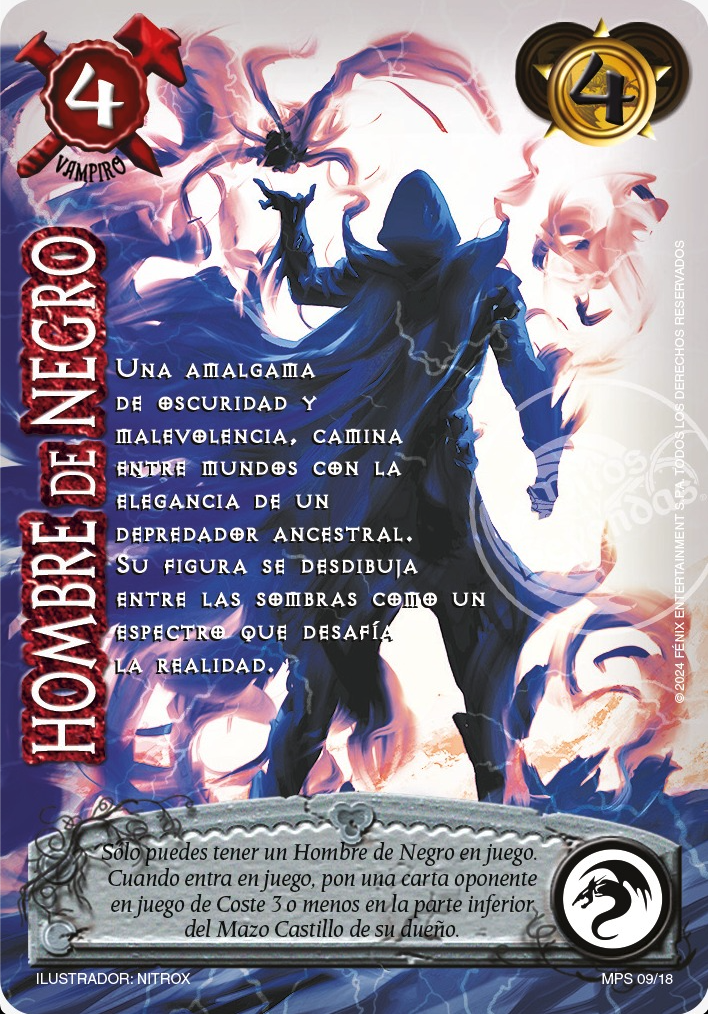 4
VAMPIRO
4
HOMBRE DE NEGRO
UNA AMALGAMA
DE OSCURIDAD Y
MALEVOLENCIA, CAMINA
ENTRE MUNDOS CON LA
ELEGANCIA DE UN
DEPREDADOR ANCESTRAL.
SU FIGURA SE DESDIBUJA
ENTRE LAS SOMBRAS COMO UN
ESPECTRO QUE DESAFÍA
LA REALIDAD.
©2024 FÉNIX ENTERTAINMENT S.P.A. TODOS LOS DERECHOS RESERVADOS
Sólo puedes tener un Hombre de Negro en juego.
Cuando entra en juego, pon una carta oponente
en juego de Coste 3 o menos en la parte inferior
del Mazo Castillo de su dueño.
ILUSTRADOR: NITROX
MPS 09/18